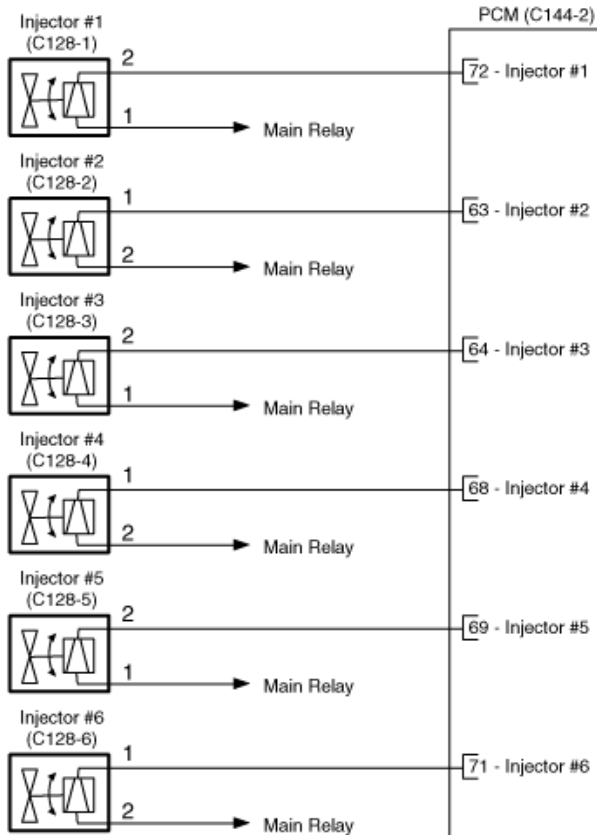 PCM (C144-2)
Injector #1
(C128-1)
2
72 - Injector #1
1
Main Relay
Injector #2
(C128-2)
1
63 - Injector #2
2
Main Relay
Injector #3
(C128-3)
2
64 - Injector #3
1
Main Relay
Injector #4
(C128-4)
1
68 - Injector #4
2
Main Relay
Injector #5
(C128-5)
2
69 - Injector #5
1
Main Relay
Injector #6
(C128-6)
1
71 - Injector #6
2
Main Relay